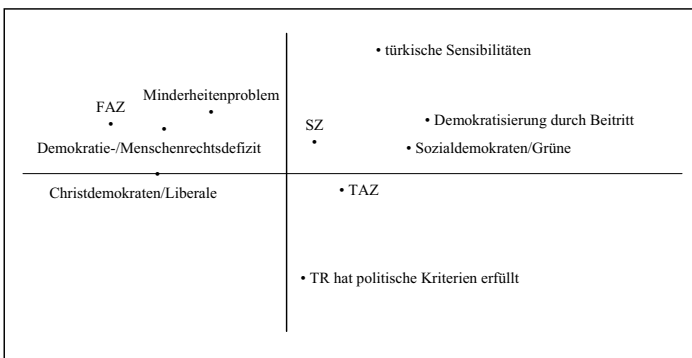 • türkische Sensibilitäten
Minderheitenproblem
FAZ
SZ
• Demokratisierung durch Beitritt
Demokratie-/Menschenrechtsdefizit
• Sozialdemokraten/Grüne
Christdemokraten/Liberale
• TAZ
• TR hat politische Kriterien erfüllt